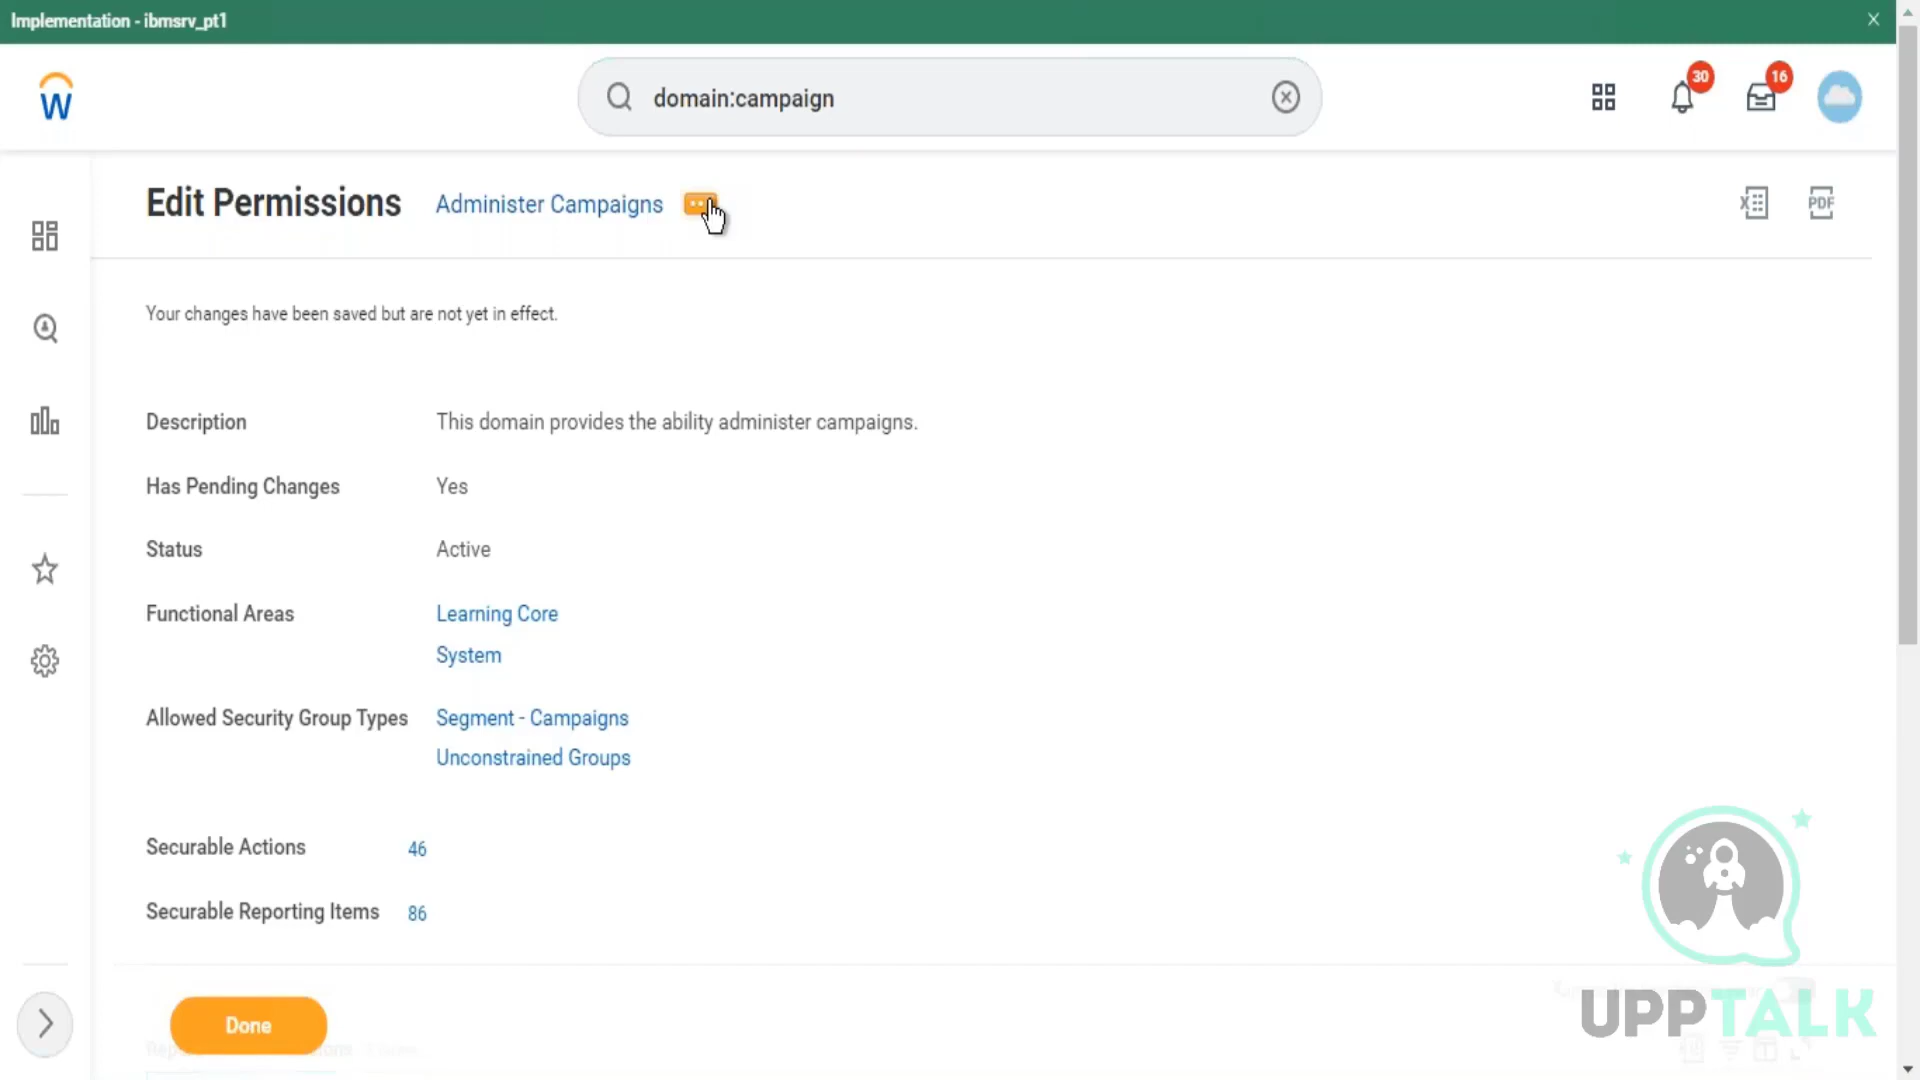 Implementation - ibmsrv_pt1
W
domain:campaign
30
16
Edit Permissions Administer Campaigns
X
PDF
Your changes have been saved but are not yet in effect.
Description This domain provides the ability administer campaigns.
Has Pending Changes Yes
Status Active
Functional Areas Learning Core
System
Allowed Security Group Types Segment - Campaigns
Unconstrained Groups
Securable Actions 46
Securable Reporting Items 86
Done
UPPTALK